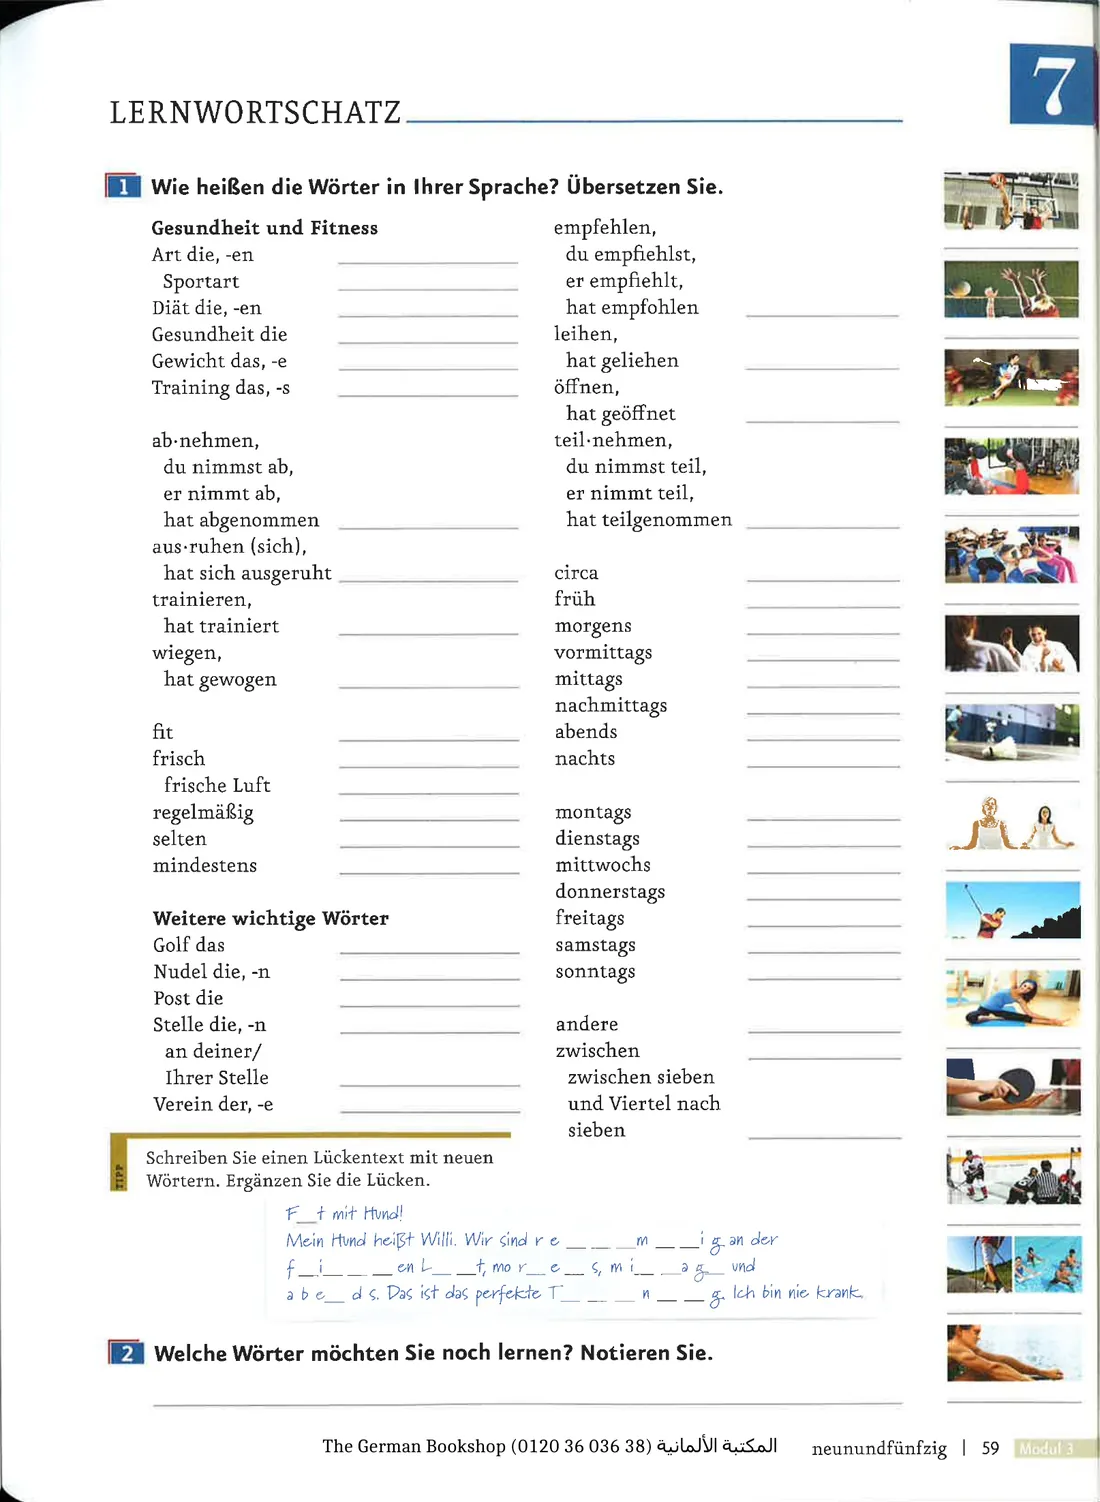 7
LERNWORTSCHATZ
1 Wie heißen die Wörter in Ihrer Sprache? Übersetzen Sie.
Gesundheit und Fitness
Art die, -en
Sportart
Diät die, -en
Gesundheit die
Gewicht das, -e
Training das, -s
ab·nehmen,
du nimmst ab,
er nimmt ab,
hat abgenommen
aus·ruhen (sich),
hat sich ausgeruht
trainieren,
hat trainiert
wiegen,
hat gewogen
fit
frisch
frische Luft
regelmäßig
selten
mindestens
Weitere wichtige Wörter
Golf das
Nudel die, -n
Post die
Stelle die, -n
an deiner/
Ihrer Stelle
Verein der, -e
empfehlen,
du empfiehlst,
er empfiehlt,
hat empfohlen
leihen,
hat geliehen
öffnen,
hat geöffnet
teil·nehmen,
du nimmst teil,
er nimmt teil,
hat teilgenommen
circa
früh
morgens
vormittags
mittags
nachmittags
abends
nachts
montags
dienstags
mittwochs
donnerstags
freitags
samstags
sonntags
andere
zwischen
zwischen sieben
und Viertel nach
sieben
TIPP
Schreiben Sie einen Lückentext mit neuen
Wörtern. Ergänzen Sie die Lücken.
F _ t mit Hund!
Mein Hund heißt Willi. Wir sind r e _ _ _ m _ _ i g an der
f _ i _ _ _ en L _ _ t, mo r _ e _ s, m i _ _ a g _ und
a b e _ d s. Das ist das perfekte T _ _ _ n _ _ g. Ich bin nie krank.
2 Welche Wörter möchten Sie noch lernen? Notieren Sie.
The German Bookshop (0120 36 036 38) المكتبة الألمانية
neunundfünfzig | 59 Modul 3